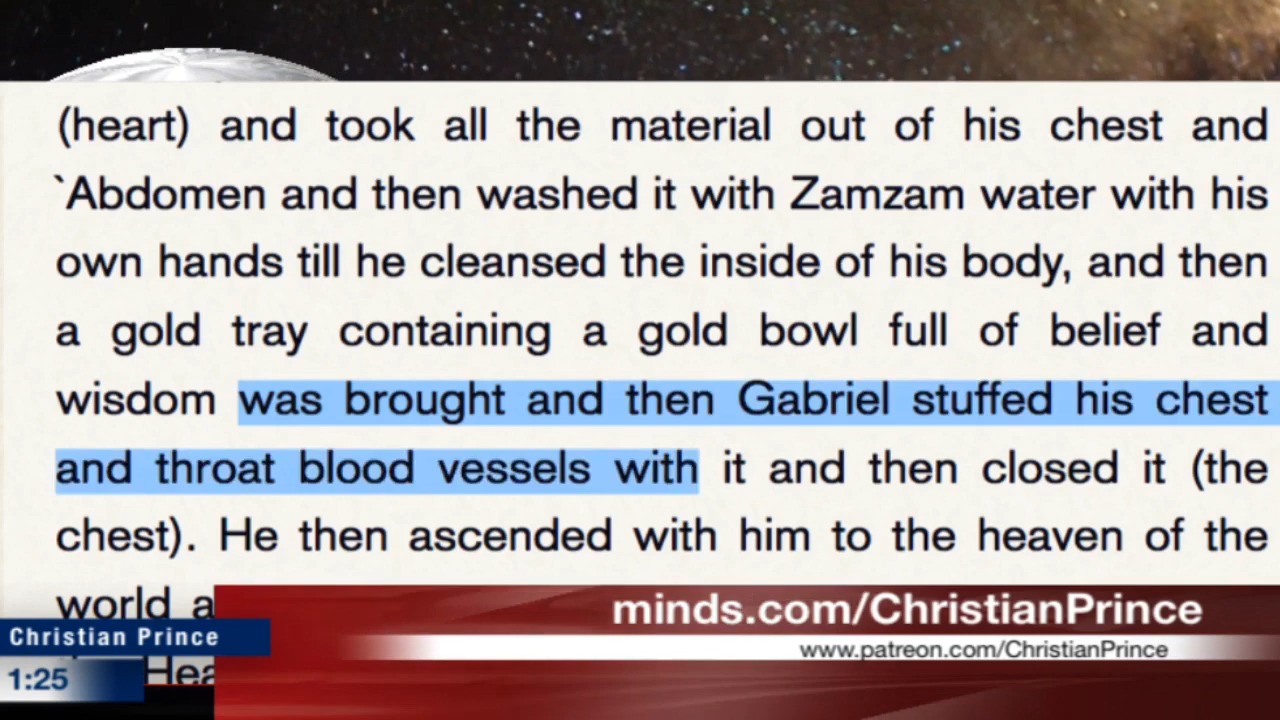 (heart) and took all the material out of his chest and
`Abdomen and then washed it with Zamzam water with his
own hands till he cleansed the inside of his body, and then
a gold tray containing a gold bowl full of belief and
wisdom was brought and then Gabriel stuffed his chest
and throat blood vessels with it and then closed it (the
chest). He then ascended with him to the heaven of the
world a
minds.com/ChristianPrince
Christian Prince
www.patreon.com/ChristianPrince
Hea
1:25